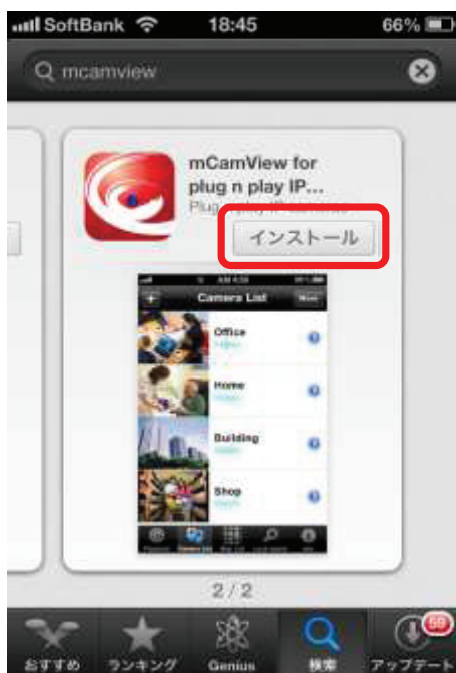 SoftBank 18:45 66%
mcamview
mCamView for
plug n play IP...
インストール
Camera List
Office
Home
Building
Shop
2 / 2
59
おすすめ ランキング Genius 検索 アップデート